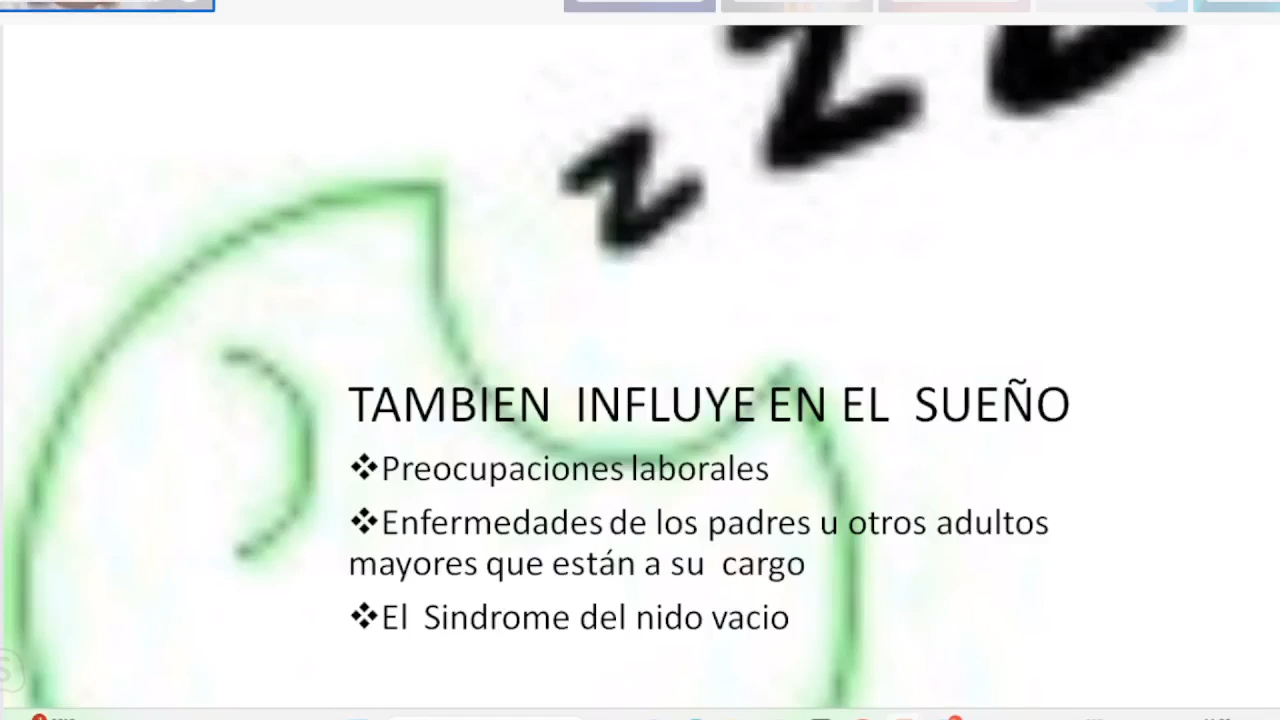 z Z Z
TAMBIEN INFLUYE EN EL SUEÑO
❖Preocupaciones laborales
❖Enfermedades de los padres u otros adultos
mayores que están a su cargo
❖El Sindrome del nido vacio